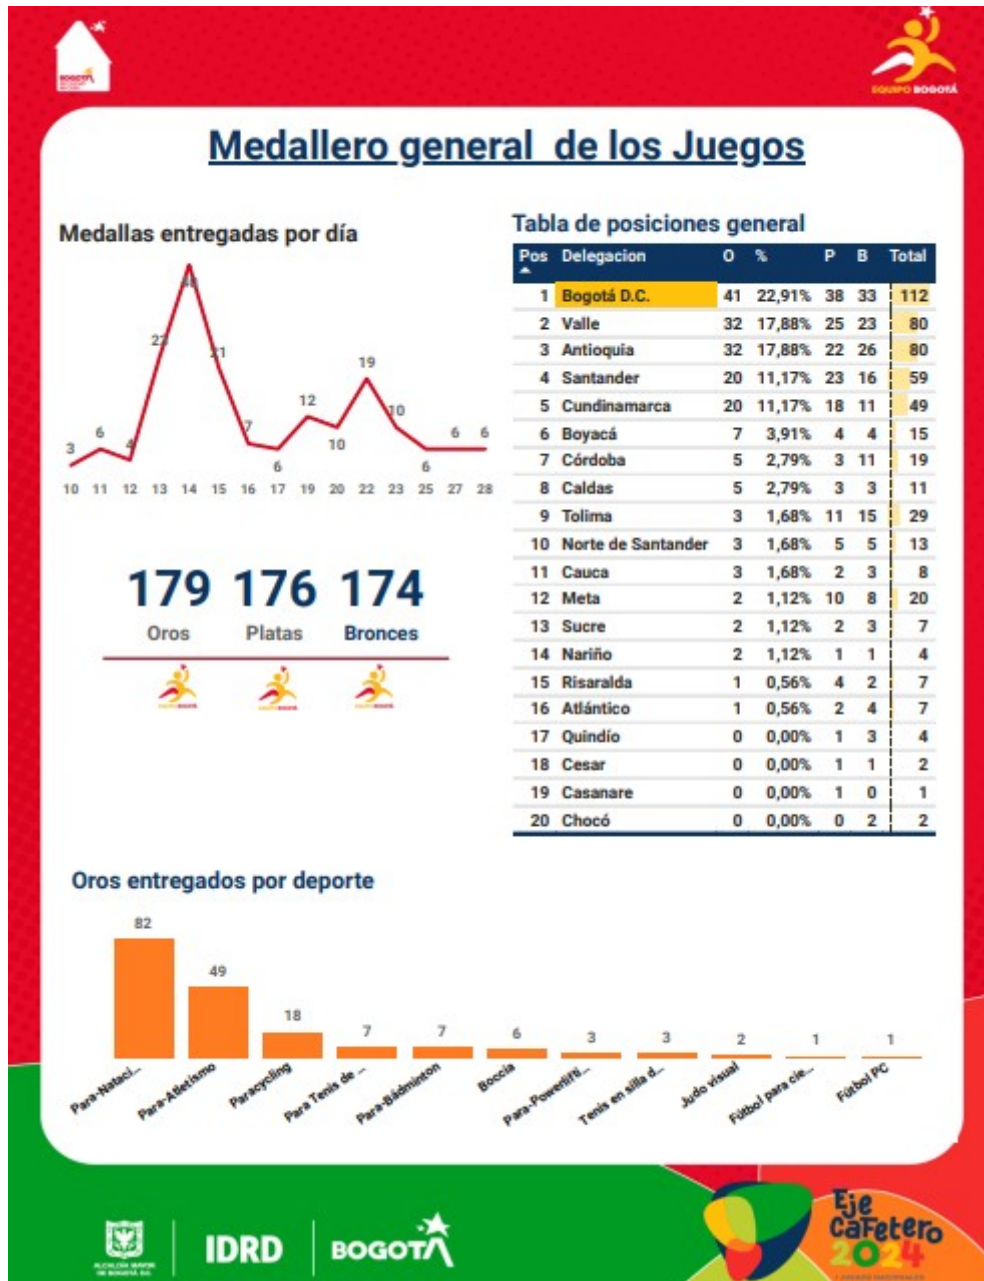 BOGOTÁ
EQUIPO BOGOTÁ
Medallero general de los Juegos
Medallas entregadas por día
3
6
4
21
7
6
12
10
19
10
6
6
6
10 11 12 13 14 15 16 17 19 20 22 23 25 27 28
179 176 174
Oros Platas Bronces
Tabla de posiciones general
Pos Delegacion O % P B Total
1 Bogotá D.C. 41 22,91% 38 33 112
2 Valle 32 17,88% 25 23 80
3 Antioquia 32 17,88% 22 26 80
4 Santander 20 11,17% 23 16 59
5 Cundinamarca 20 11,17% 18 11 49
6 Boyacá 7 3,91% 4 4 15
7 Córdoba 5 2,79% 3 11 19
8 Caldas 5 2,79% 3 3 11
9 Tolima 3 1,68% 11 15 29
10 Norte de Santander 3 1,68% 5 5 13
11 Cauca 3 1,68% 2 3 8
12 Meta 2 1,12% 10 8 20
13 Sucre 2 1,12% 2 3 7
14 Nariño 2 1,12% 1 1 4
15 Risaralda 1 0,56% 4 2 7
16 Atlántico 1 0,56% 2 4 7
17 Quindío 0 0,00% 1 3 4
18 Cesar 0 0,00% 1 1 2
19 Casanare 0 0,00% 1 0 1
20 Chocó 0 0,00% 0 2 2
Oros entregados por deporte
82
49
18
7
7
6
3
3
2
1
1
Para-Nataci...
Para-Atletismo
Paracycling
Para Tenis de ...
Para-Bádminton
Boccia
Para-Powerlifti...
Tenis en silla d...
Judo visual
Fútbol para cie...
Fútbol PC
ALCALDÍA MAYOR
DE BOGOTÁ D.C.
IDRD
BOGOTÁ
Eje
Cafetero
2024